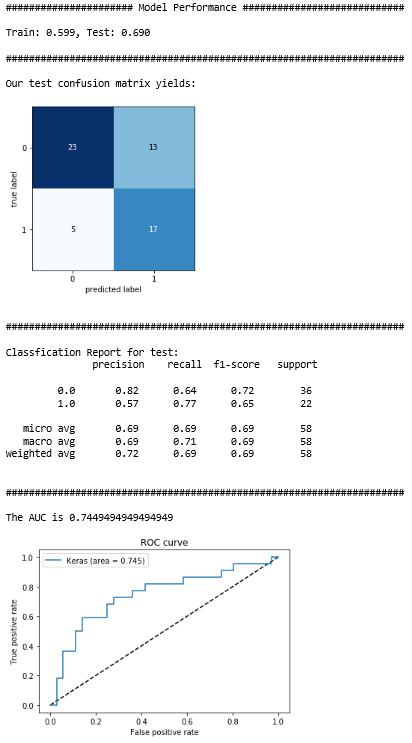 ###################### Model Performance ############################
Train: 0.599, Test: 0.690
#####################################################################
Our test confusion matrix yields:
0
23
13
true label
1
5
17
0
1
predicted label
#####################################################################
Classfication Report for test:
precision recall f1-score support
0.0 0.82 0.64 0.72 36
1.0 0.57 0.77 0.65 22
micro avg 0.69 0.69 0.69 58
macro avg 0.69 0.71 0.69 58
weighted avg 0.72 0.69 0.69 58
#####################################################################
The AUC is 0.7449494949494949
ROC curve
Keras (area = 0.745)
1.0
0.8
0.6
0.4
0.2
0.0
True positive rate
0.0 0.2 0.4 0.6 0.8 1.0
False positive rate